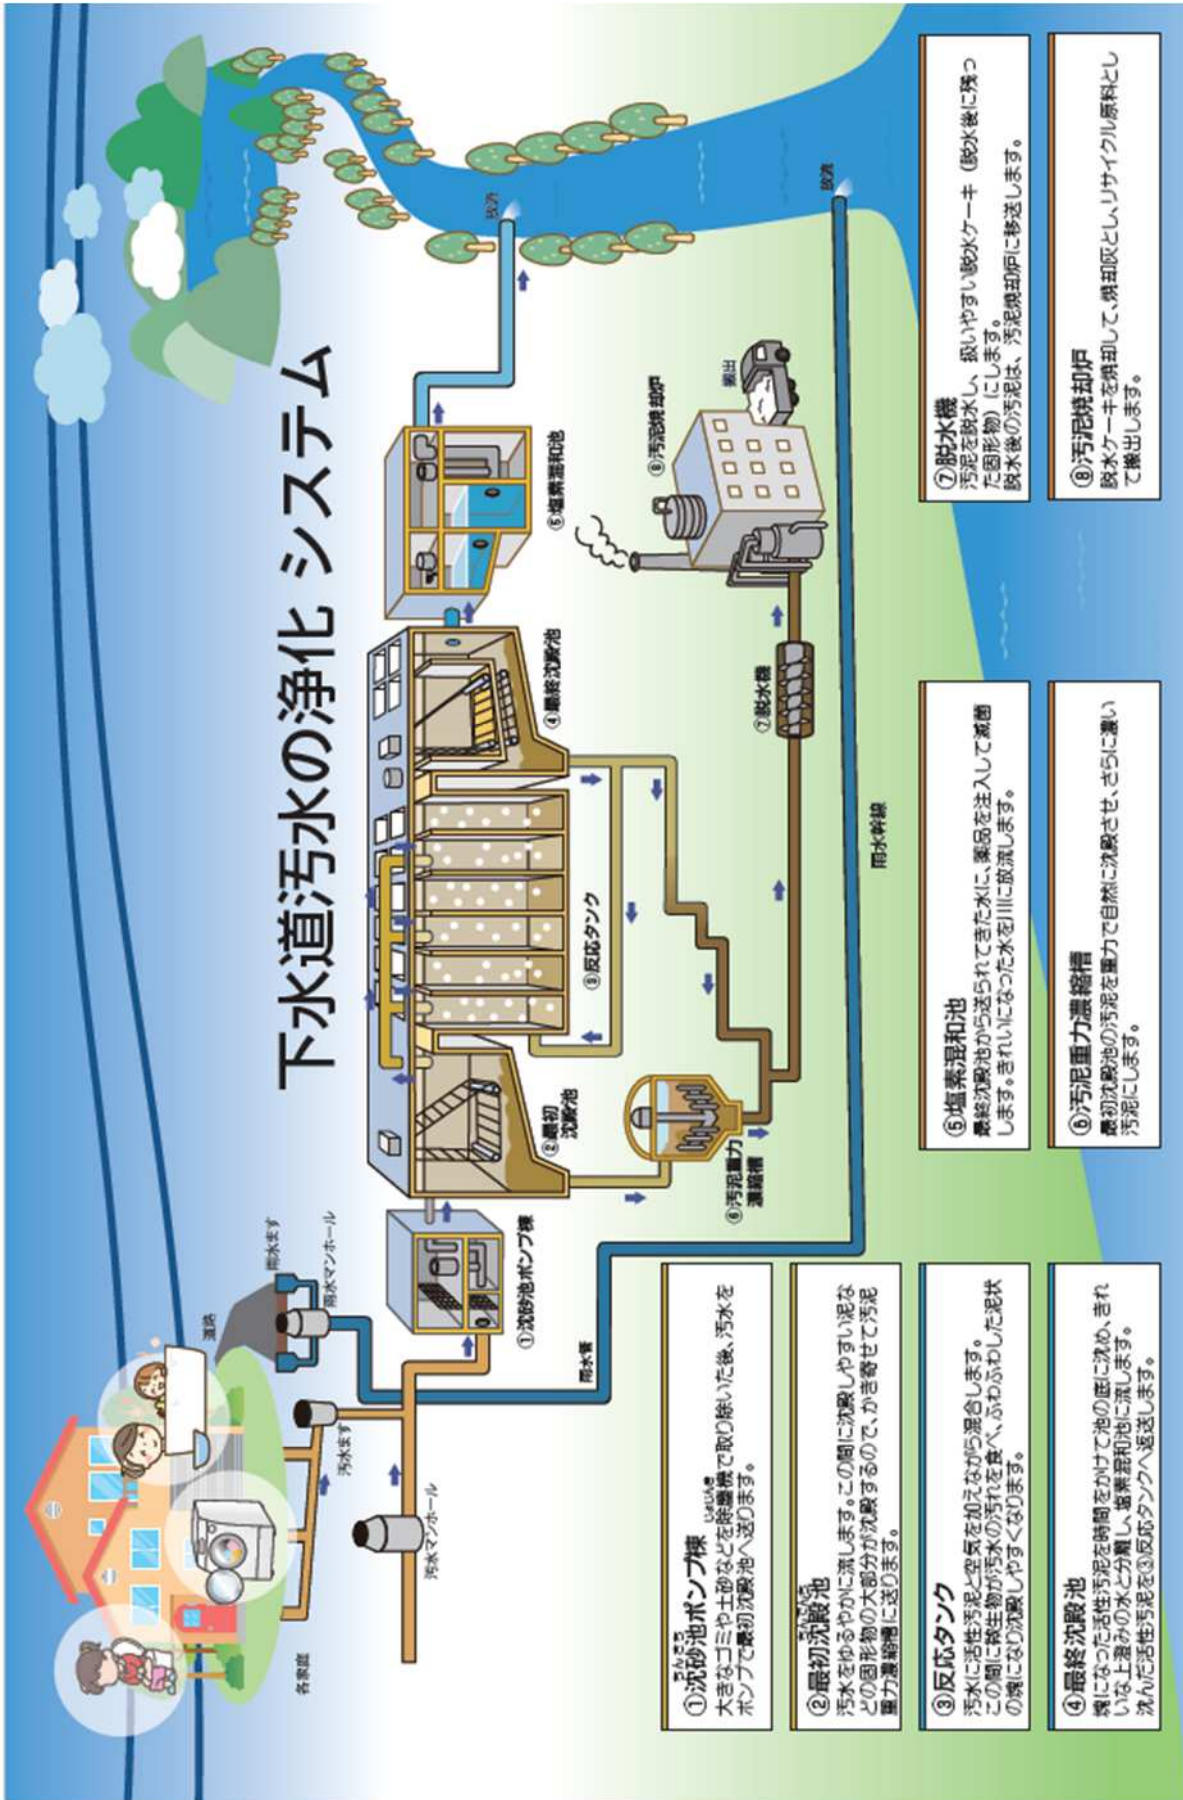 下水道汚水の浄化 システム
各家庭
汚水マンホール
汚水ます
道路
雨水ます
雨水マンホール
雨水管
①沈砂池ポンプ棟
②最初
沈殿池
③反応タンク
④最終沈殿池
⑤塩素混和池
放流
⑥汚泥重力
濃縮槽
⑦脱水機
⑧汚泥焼却炉
搬出
雨水幹線
放流
ちんさち
①沈砂池ポンプ棟
じょじんき
大きなゴミや土砂などを除塵機で取り除いた後、汚水を
ポンプで最初沈殿池へ送ります。
ちんでんち
②最初沈殿池
汚水をゆるやかに流します。この間に沈殿しやすい泥な
どの固形物の大部分が沈殿するので、かき寄せて汚泥
重力濃縮槽に送ります。
③反応タンク
汚水に活性汚泥と空気を加えながら混合します。
この間に微生物が汚水の汚れを食べ、ふわふわした泥状
の塊になり沈殿しやすくなります。
④最終沈殿池
塊になった活性汚泥を時間をかけて池の底に沈め、きれ
いな上澄みの水と分離し、塩素混和池に流します。
沈んだ活性汚泥を③反応タンクへ返送します。
⑤塩素混和池
最終沈殿池から送られてきた水に、薬品を注入して滅菌
します。きれいになった水を川に放流します。
⑥汚泥重力濃縮槽
最初沈殿池の汚泥を重力で自然に沈殿させ、さらに濃い
汚泥にします。
⑦脱水機
汚泥を脱水し、扱いやすい脱水ケーキ（脱水後に残っ
た固形物）にします。
脱水後の汚泥は、汚泥焼却炉に移送します。
⑧汚泥焼却炉
脱水ケーキを焼却して、焼却灰とし、リサイクル原料とし
て搬出します。